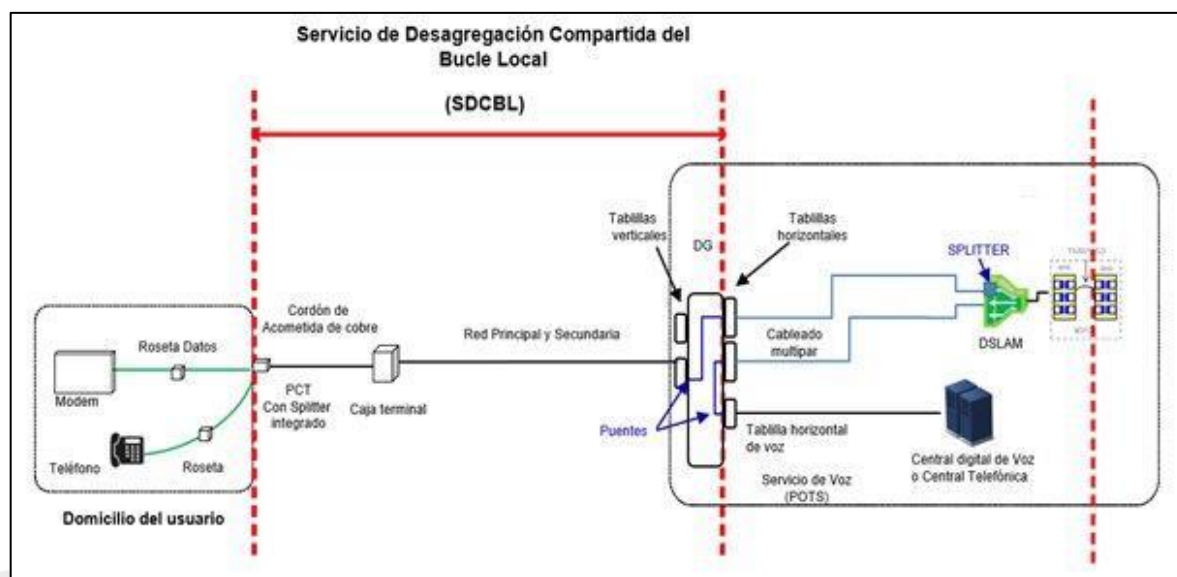 Servicio de Desagregación Compartida del
Bucle Local
(SDCBL)
Tablillas
verticales
DG
Tablillas
horizontales
SPLITTER
Cordón de
Acometida de cobre
Red Principal y Secundaria
Cableado
multipar
DSLAM
Roseta Datos
Modem
PCT
Con Splitter
integrado
Caja terminal
Puentes
Tablilla horizontal
de voz
Central digital de Voz
o Central Telefónica
Teléfono
Roseta
Servicio de Voz
(POTS)
Domicilio del usuario